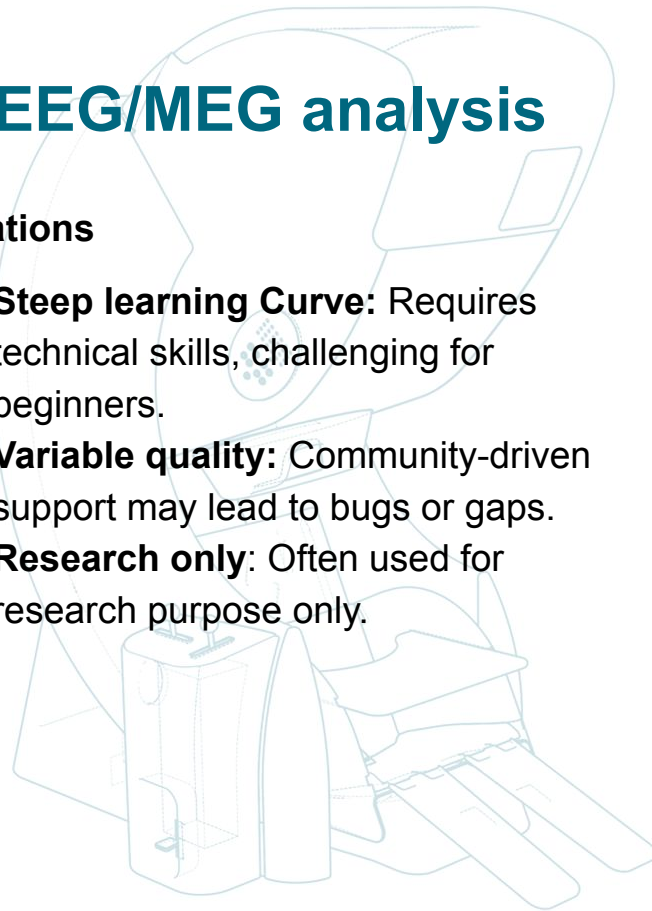 EEG/MEG analysis
ations
Steep learning Curve: Requires
technical skills, challenging for
beginners.
Variable quality: Community-driven
support may lead to bugs or gaps.
Research only: Often used for
research purpose only.